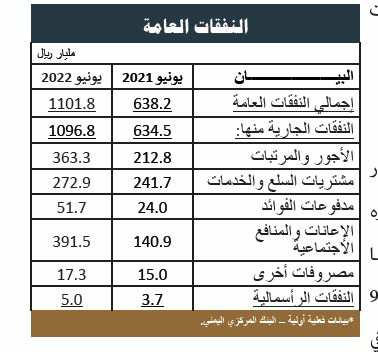 النفقات العامة
مليار ريال
البيـــــــــــــــان يونيو 2021 يونيو 2022
إجمالي النفقات العامة 638.2 1101.8
النفقات الجارية منها: 634.5 1096.8
الأجور والمرتبات 212.8 363.3
مشتريات السلع والخدمات 241.7 272.9
مدفوعات الفوائد 24.0 51.7
الإعانات والمنافع
الاجتماعية 140.9 391.5
مصروفات أخرى 15.0 17.3
النفقات الرأسمالية 3.7 5.0
*بيانات فعلية أولية – البنك المركزي اليمني.